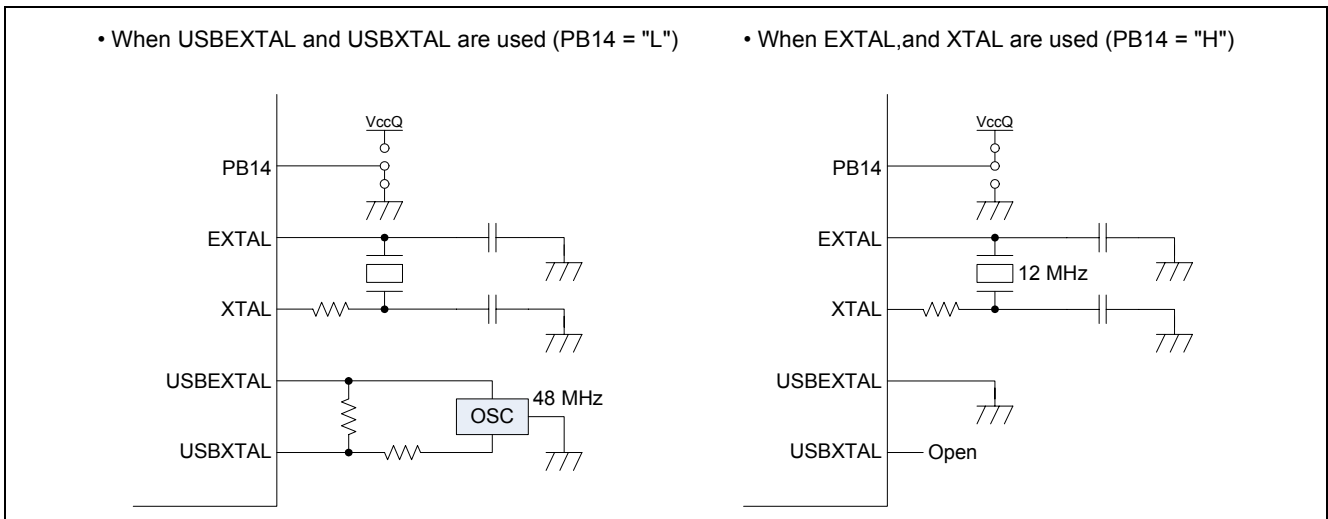 • When USBEXTAL and USBXTAL are used (PB14 = "L")
VccQ
PB14
EXTAL
XTAL
USBEXTAL
48 MHz
OSC
USBXTAL
• When EXTAL,and XTAL are used (PB14 = "H")
VccQ
PB14
EXTAL
12 MHz
XTAL
USBEXTAL
USBXTAL
Open